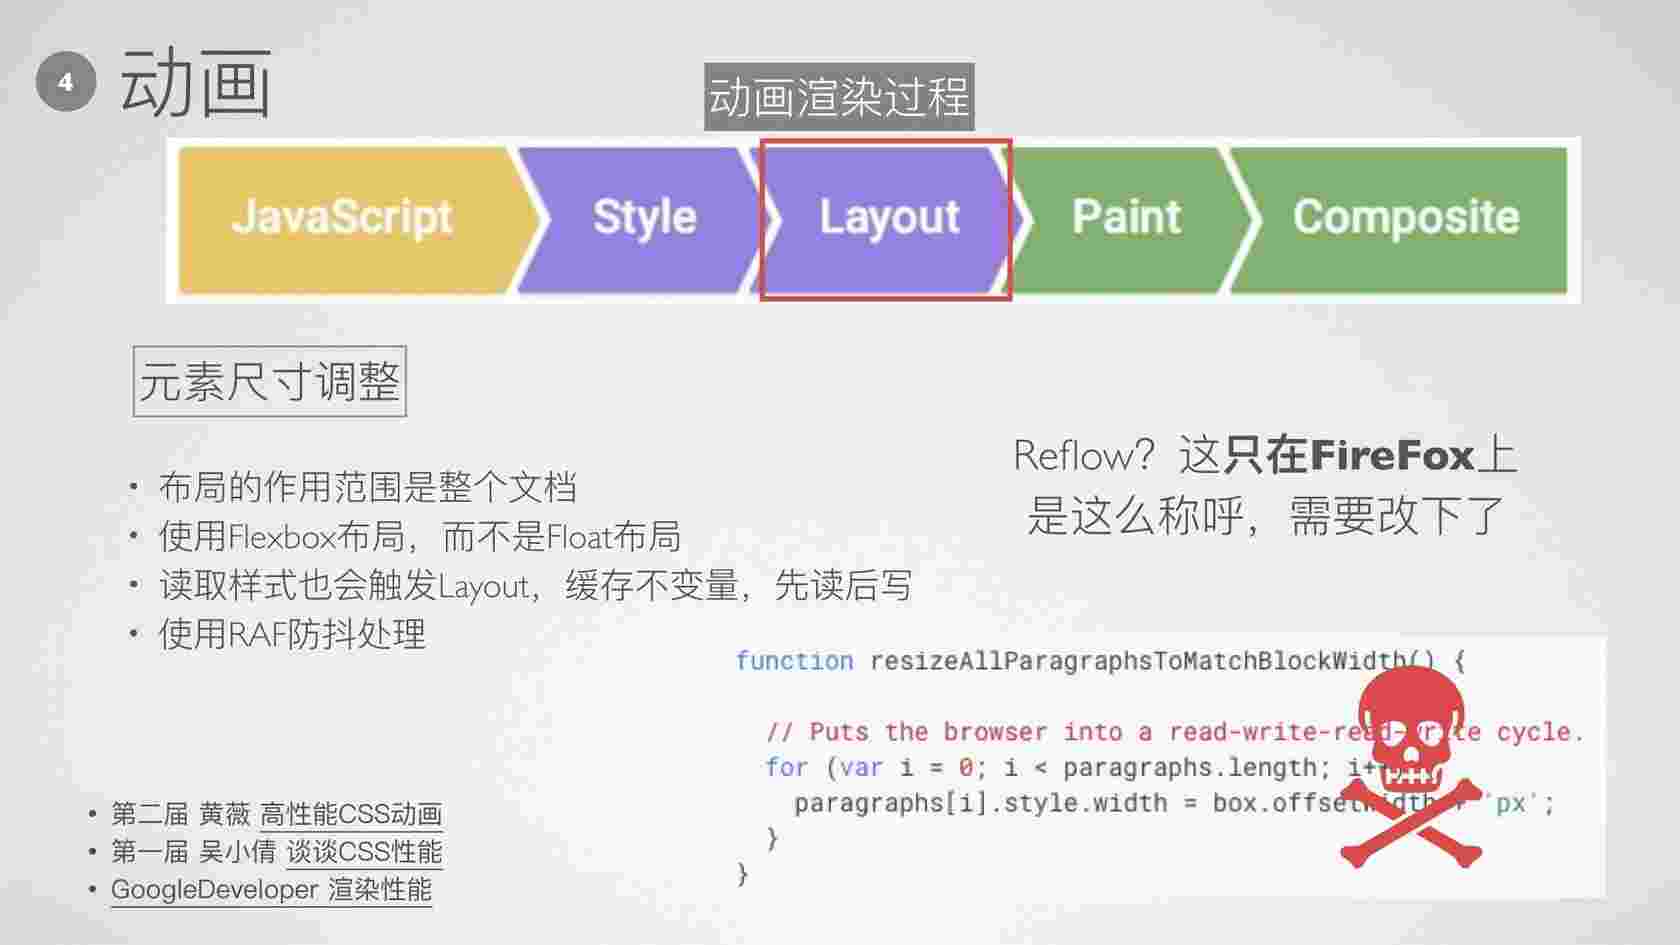 4
动画
动画渲染过程
JavaScript
Style
Layout
Paint
Composite
元素尺寸调整
• 布局的作用范围是整个文档
• 使用Flexbox布局，而不是Float布局
• 读取样式也会触发Layout，缓存不变量，先读后写
• 使用RAF防抖处理
Reflow？这只在FireFox上
是这么称呼，需要改下了
function resizeAllParagraphsToMatchBlockWidth() {
// Puts the browser into a read-write-read-write cycle.
for (var i = 0; i < paragraphs.length; i++) {
paragraphs[i].style.width = box.offsetWidth + 'px';
}
}
• 第二届 黄薇 高性能CSS动画
• 第一届 吴小倩 谈谈CSS性能
• GoogleDeveloper 渲染性能